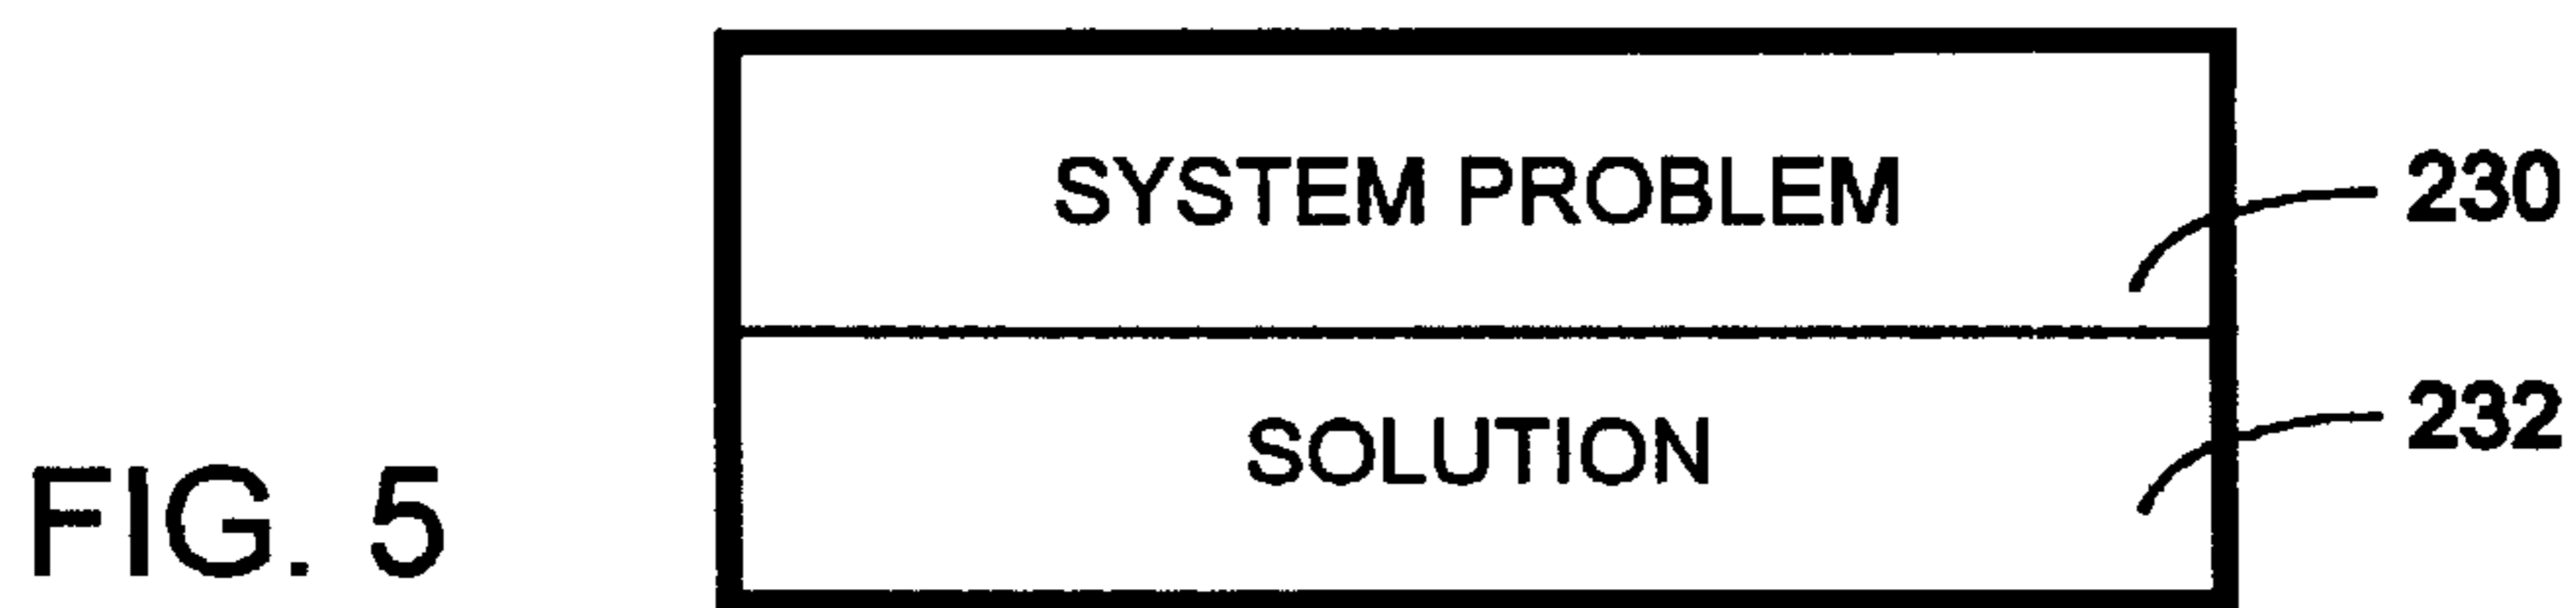 SYSTEM PROBLEM
230
SOLUTION
232
FIG. 5